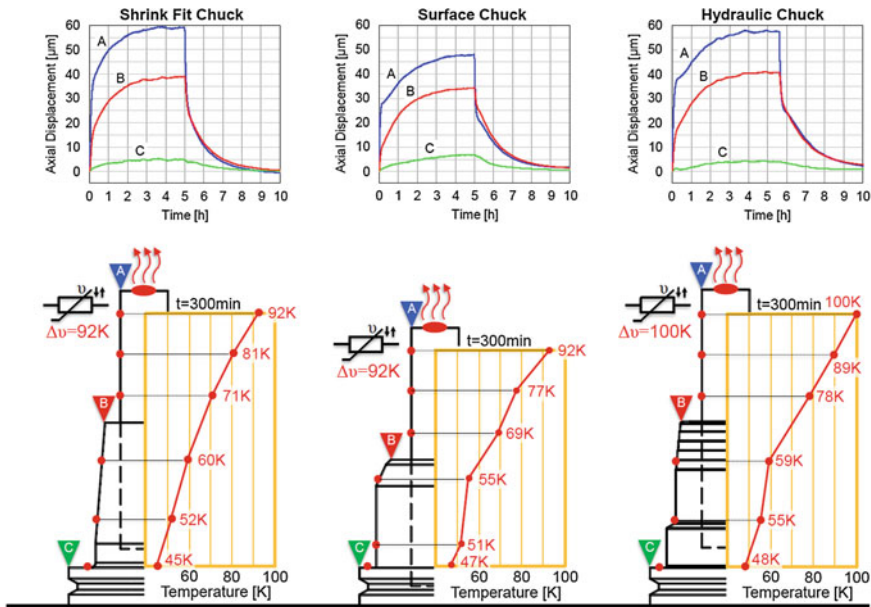 Shrink Fit Chuck
Axial Displacement [µm]
60
50
40
30
20
10
0
A
B
C
0 1 2 3 4 5 6 7 8 9 10
Time [h]
Surface Chuck
Axial Displacement [µm]
60
50
40
30
20
10
0
A
B
C
0 1 2 3 4 5 6 7 8 9 10
Time [h]
Hydraulic Chuck
Axial Displacement [µm]
60
50
40
30
20
10
0
A
B
C
0 1 2 3 4 5 6 7 8 9 10
Time [h]
A
υ
Δυ=92K
t=300min
92K
81K
71K
B
60K
52K
C
45K
60 80 100
Temperature [K]
A
υ
Δυ=92K
t=300min
92K
77K
69K
B
55K
51K
C
47K
60 80 100
Temperature [K]
A
υ
Δυ=100K
t=300min
100K
89K
78K
B
59K
55K
C
48K
60 80 100
Temperature [K]